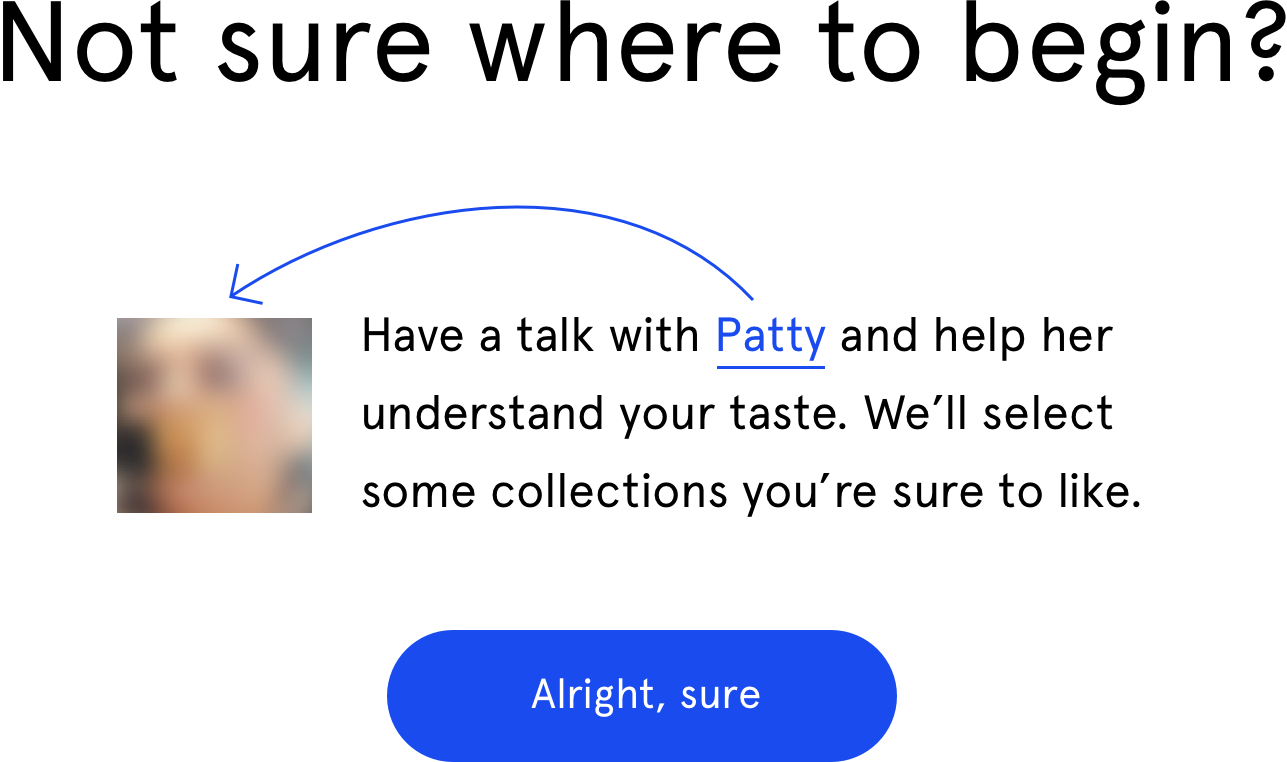 Not sure where to begin?
Have a talk with Patty and help her
understand your taste. We’ll select
some collections you’re sure to like.
Alright, sure